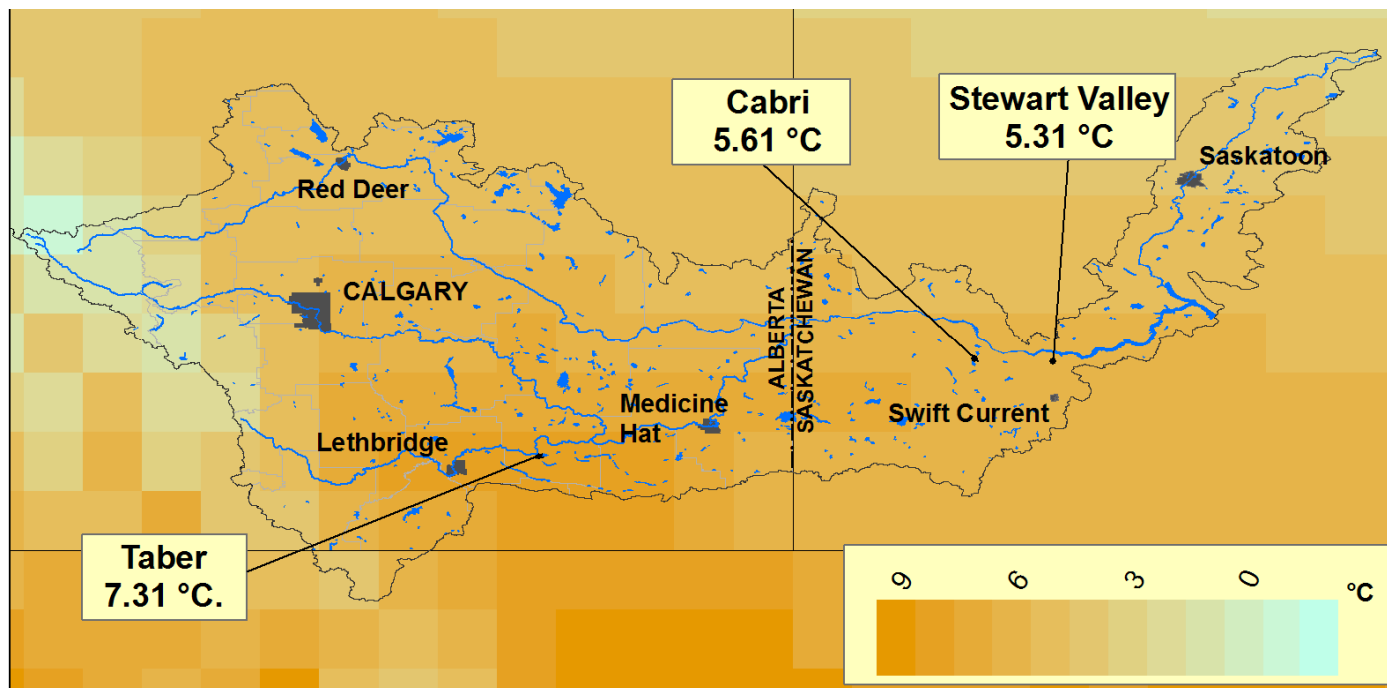 Cabri
5.61 °C
Stewart Valley
5.31 °C
Saskatoon
Red Deer
CALGARY
ALBERTA
SASKATCHEWAN
Medicine
Hat
Swift Current
Lethbridge
Taber
7.31 °C.
9 6 3 0 °C